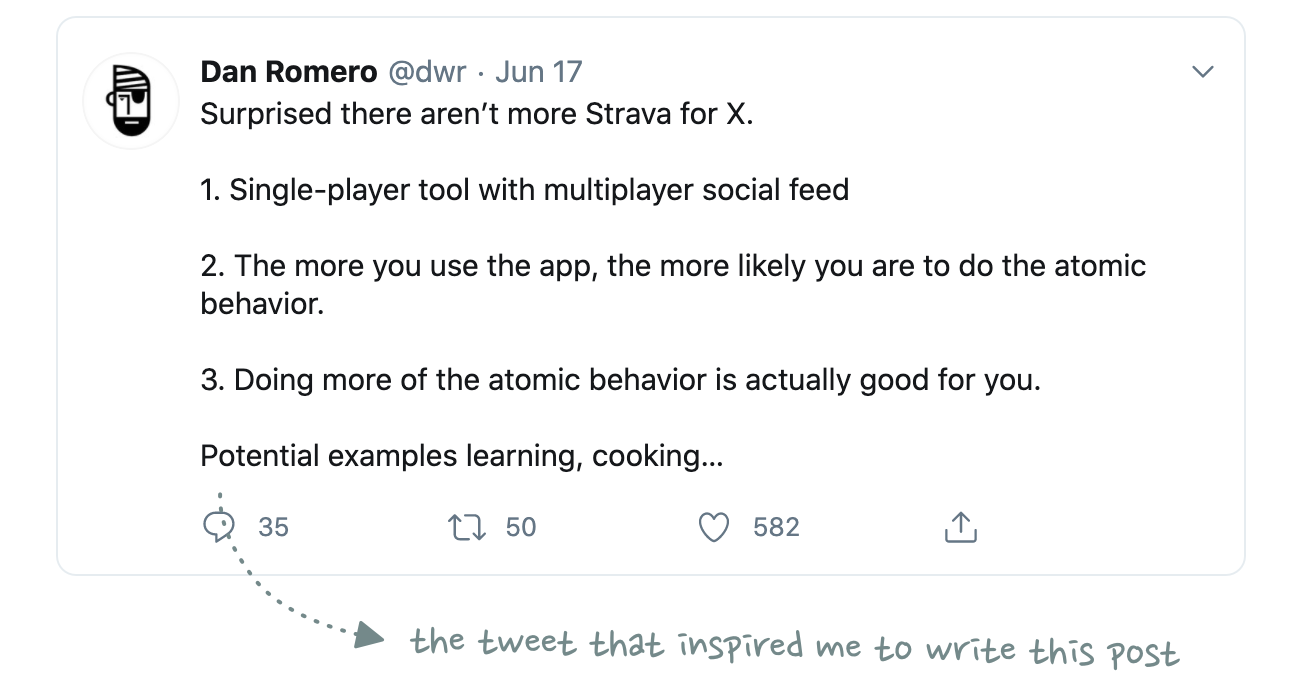 Dan Romero @dwr · Jun 17
Surprised there aren’t more Strava for X.
1. Single-player tool with multiplayer social feed
2. The more you use the app, the more likely you are to do the atomic
behavior.
3. Doing more of the atomic behavior is actually good for you.
Potential examples learning, cooking...
35 50 582
the tweet that inspired me to write this post